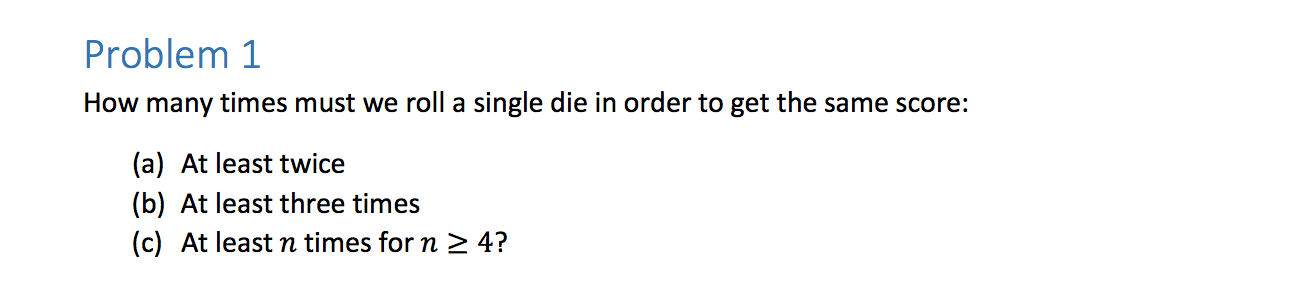 Problem 1
How many times must we roll a single die in order to get the same score:
(a) At least twice
(b) At least three times
(c) At least n times for n ≥ 4?